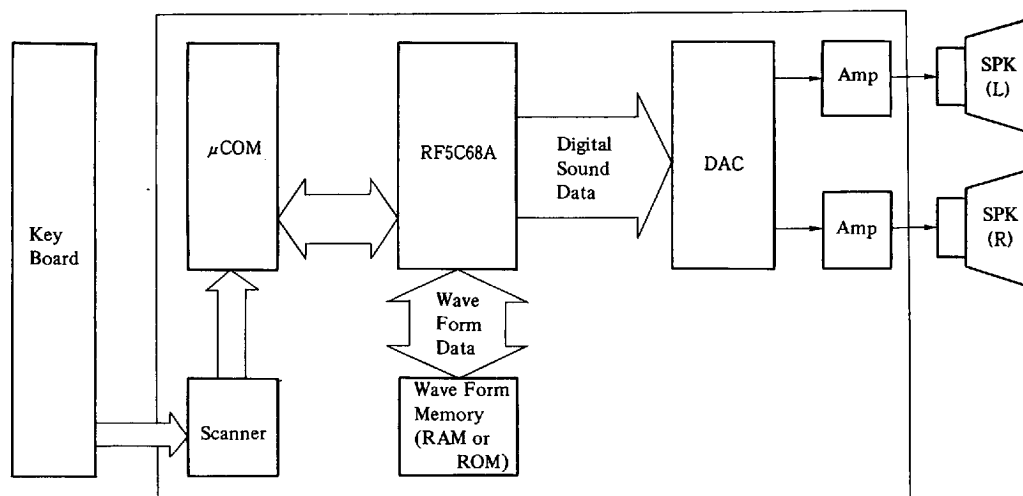 Key
Board
μCOM
Scanner
RF5C68A
Wave
Form
Data
Wave Form
Memory
(RAM or
ROM)
Digital
Sound
Data
DAC
Amp
Amp
SPK
(L)
SPK
(R)